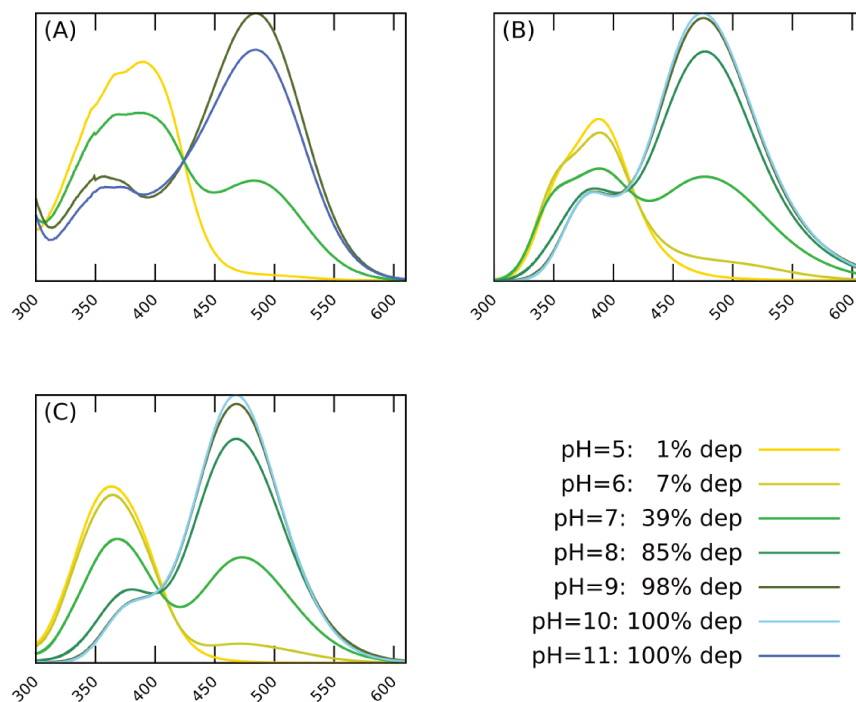 (A)
300 350 400 450 500 550 600
(B)
300 350 400 450 500 550 600
(C)
300 350 400 450 500 550 600
pH=5: 1% dep
pH=6: 7% dep
pH=7: 39% dep
pH=8: 85% dep
pH=9: 98% dep
pH=10: 100% dep
pH=11: 100% dep